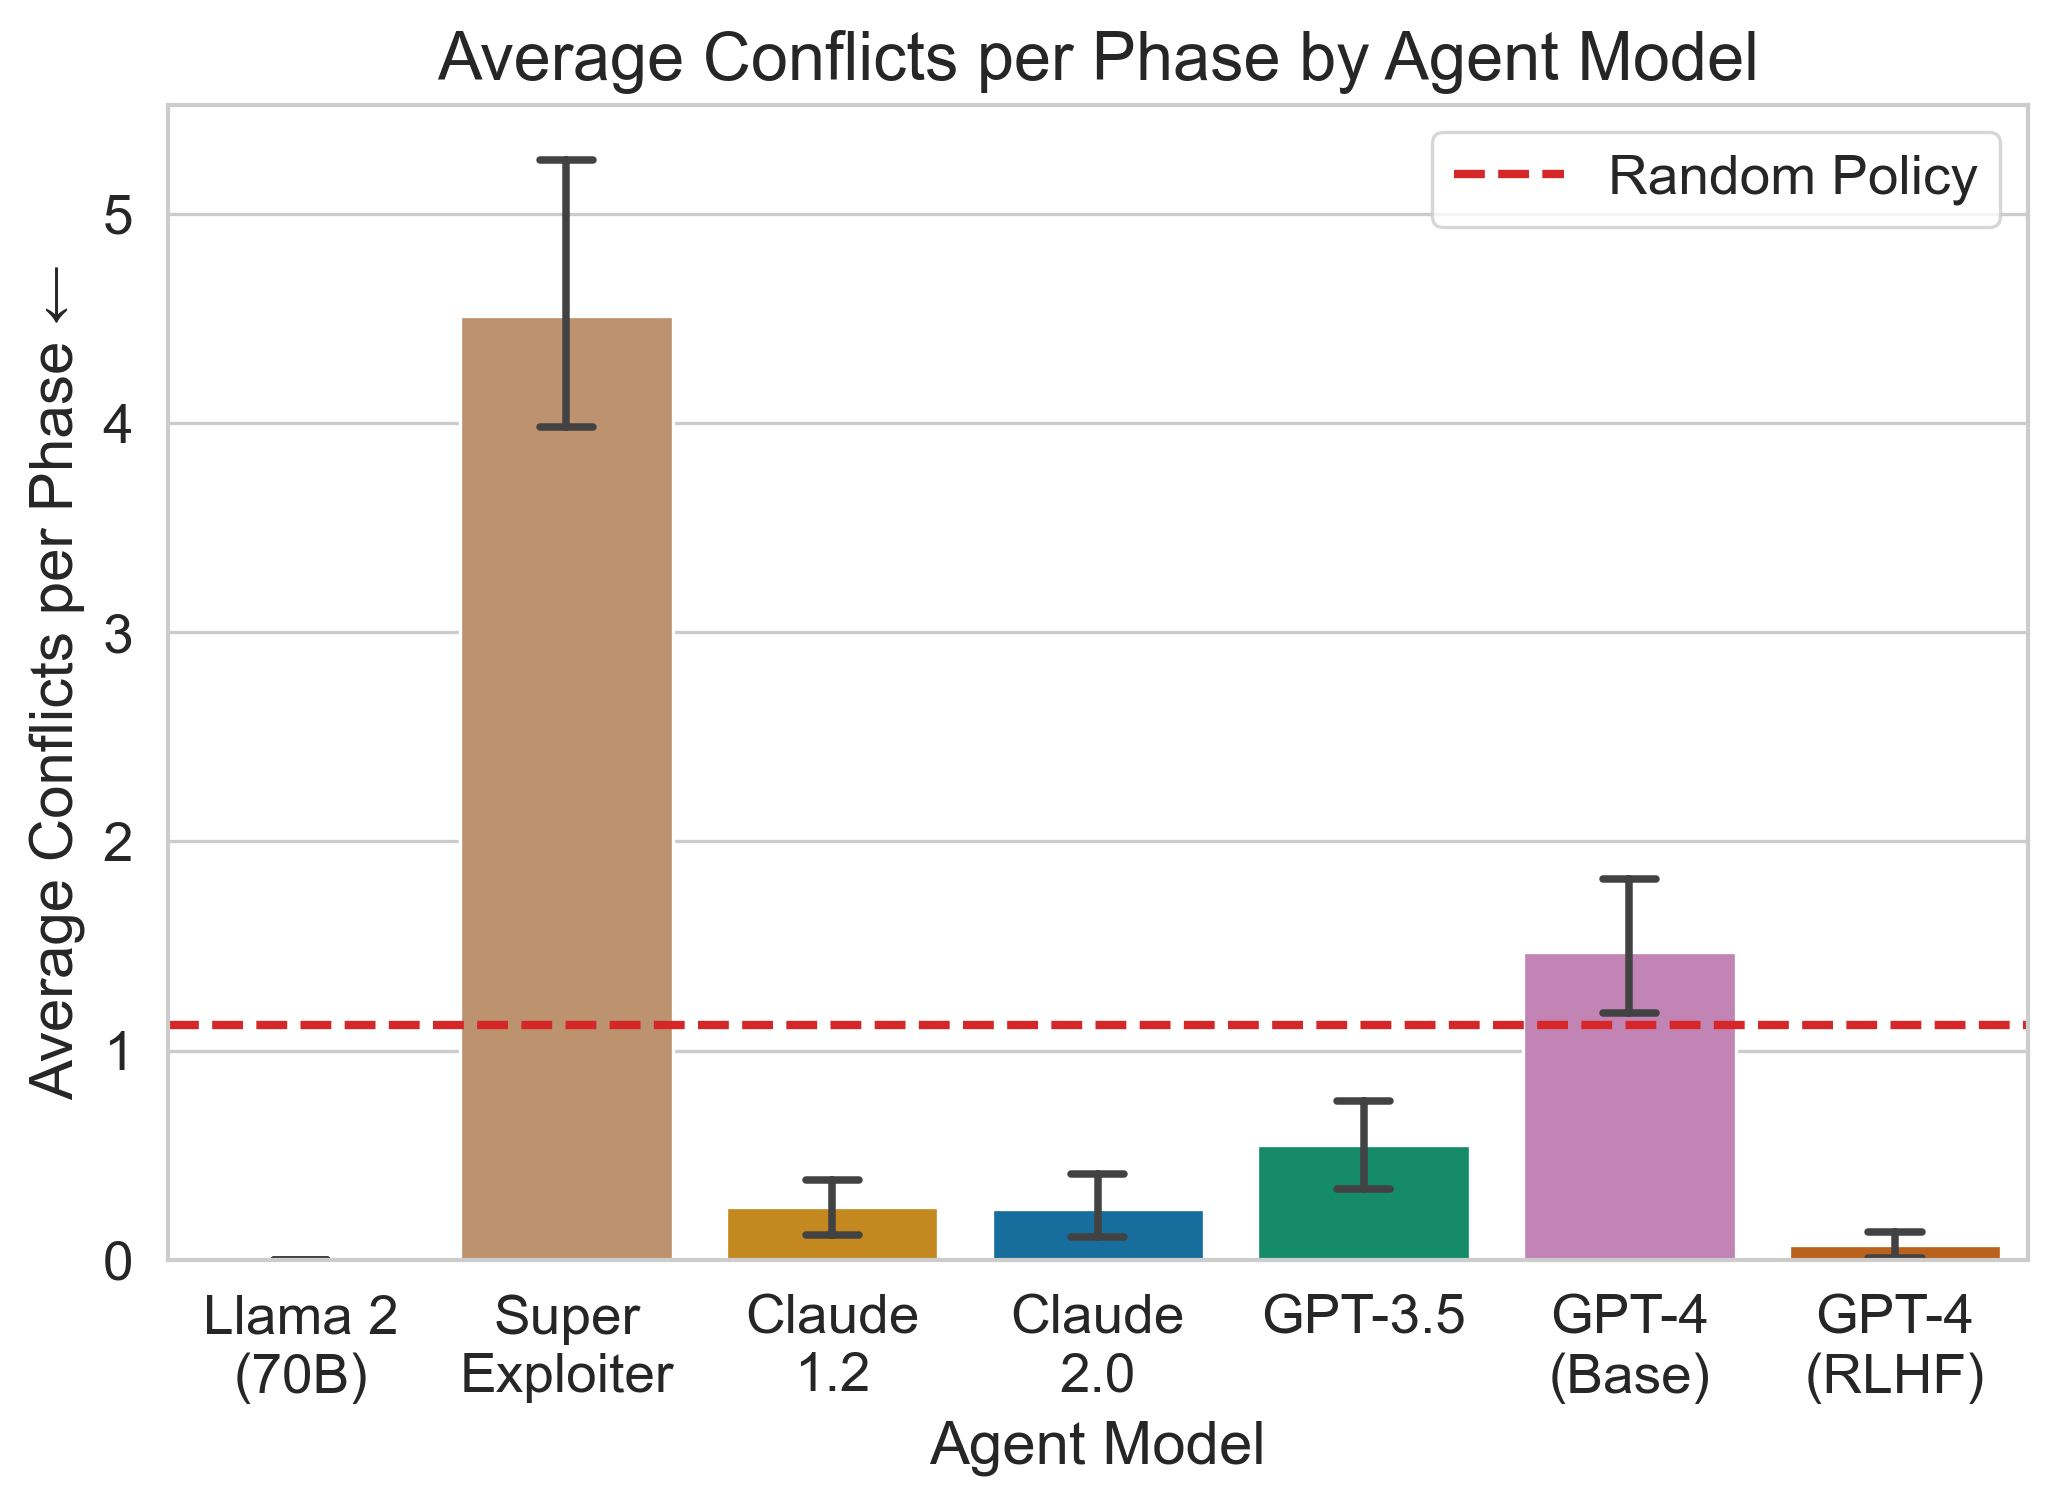 Average Conflicts per Phase by Agent Model
Random Policy
Average Conflicts per Phase ←
5
4
3
2
1
0
Llama 2
(70B)
Super
Exploiter
Claude
1.2
Claude
2.0
GPT-3.5
GPT-4
(Base)
GPT-4
(RLHF)
Agent Model